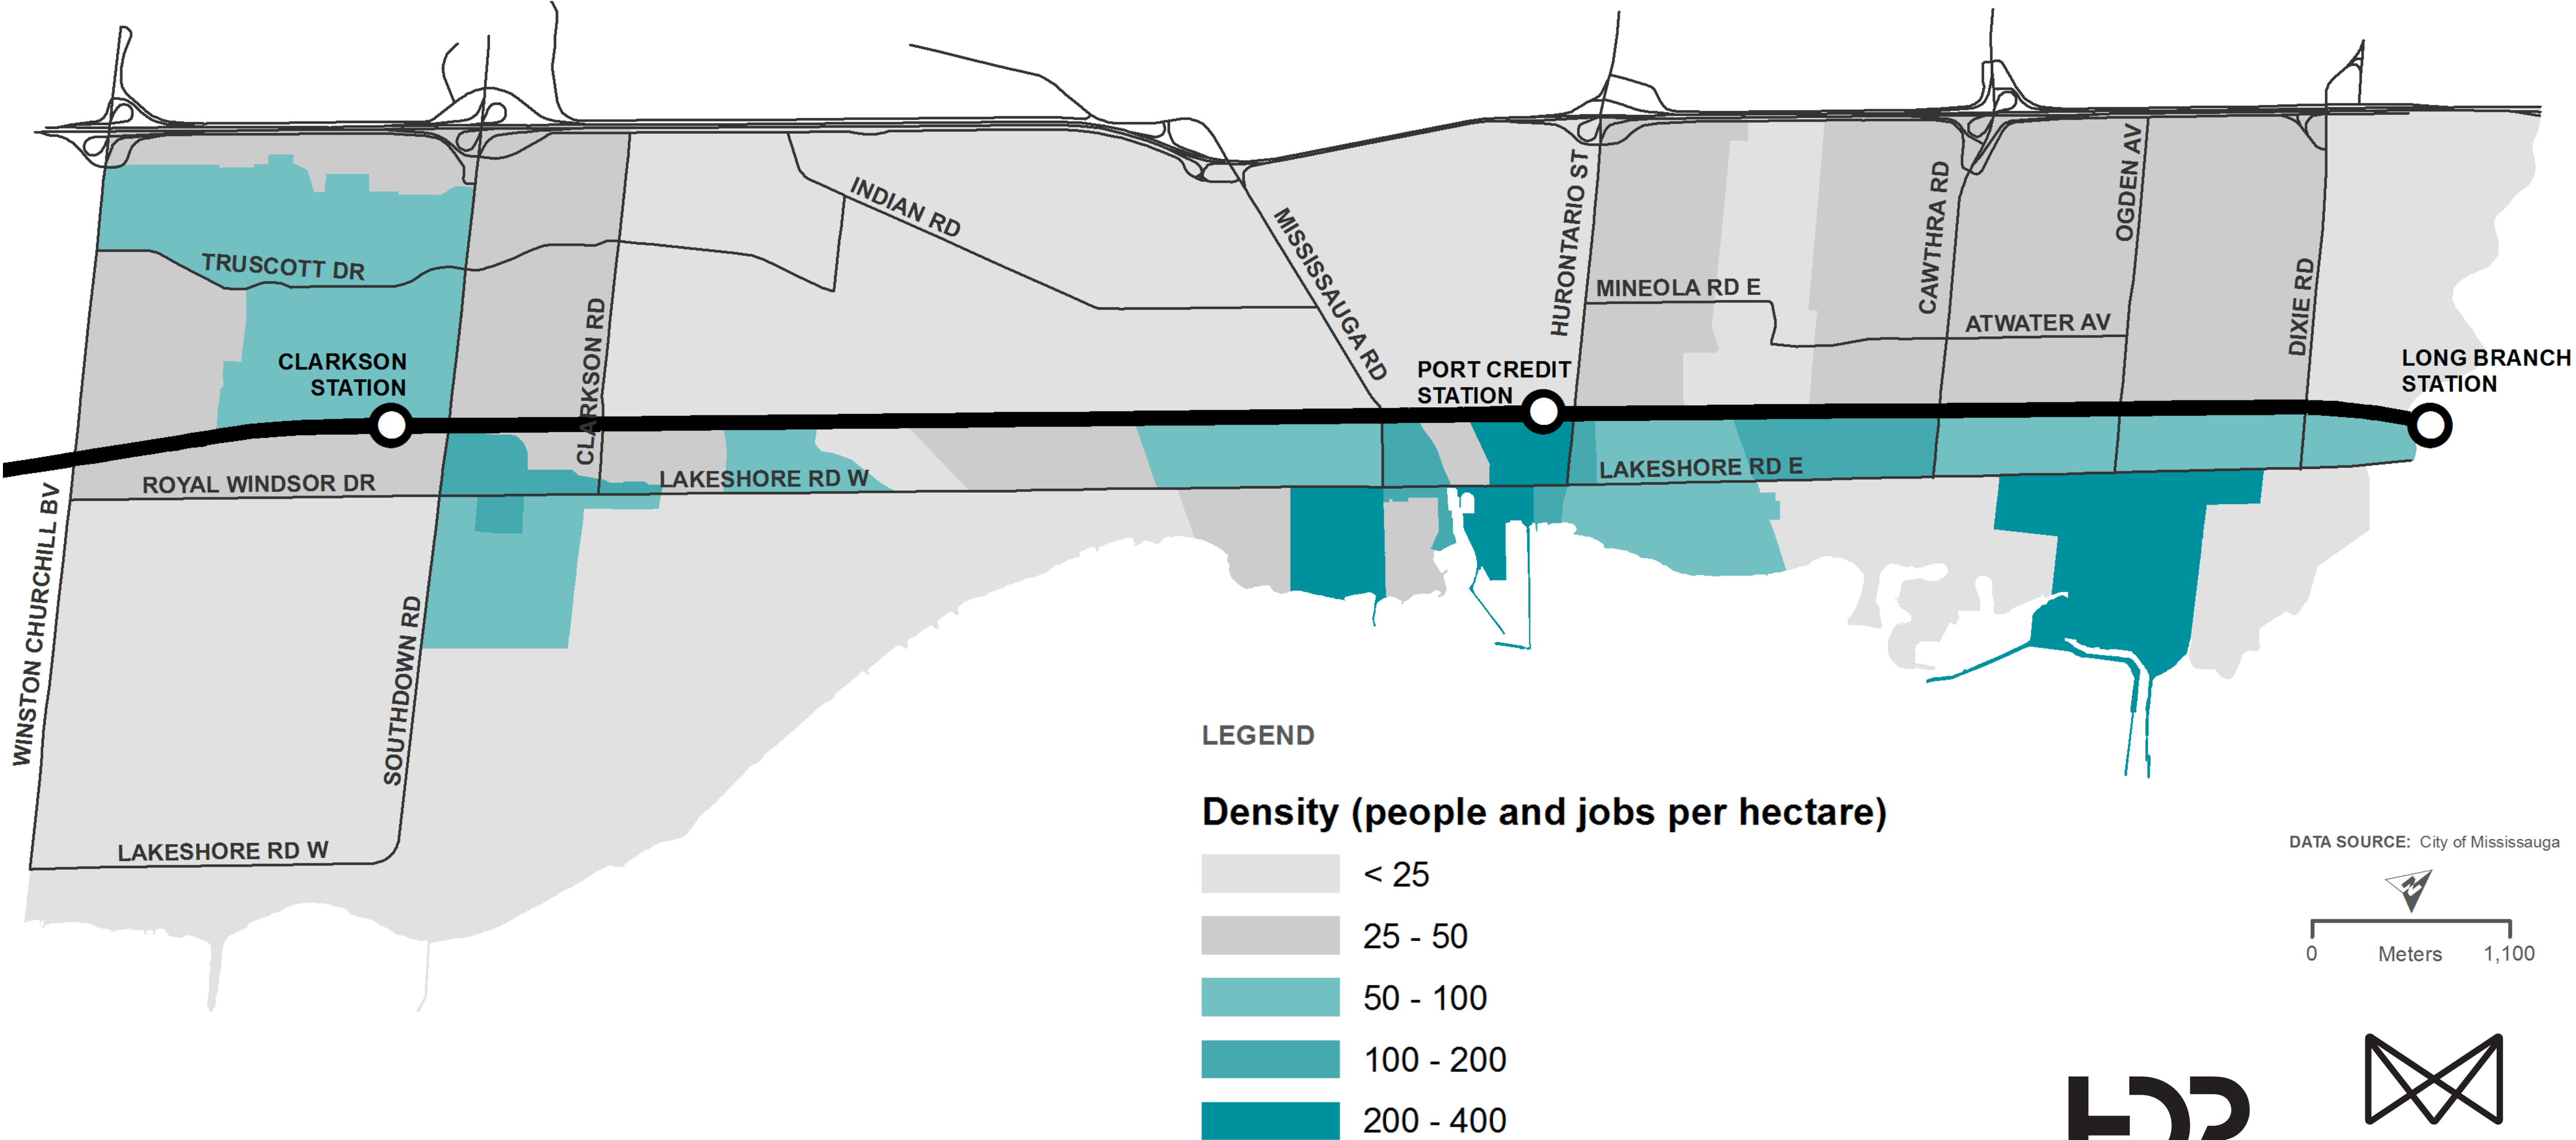 INDIAN RD
MISSISSAUGA RD
HURONTARIO ST
CAWTHRA RD
OGDEN AV
DIXIE RD
TRUSCOTT DR
MINEOLA RD E
ATWATER AV
CLARKSON
STATION
CLARKSON RD
PORT CREDIT
STATION
LONG BRANCH
STATION
ROYAL WINDSOR DR
LAKESHORE RD W
LAKESHORE RD E
WINSTON CHURCHILL BV
SOUTHDOWN RD
LAKESHORE RD W
LEGEND
Density (people and jobs per hectare)
< 25
25 - 50
50 - 100
100 - 200
200 - 400
DATA SOURCE: City of Mississauga
N
0 Meters 1,100